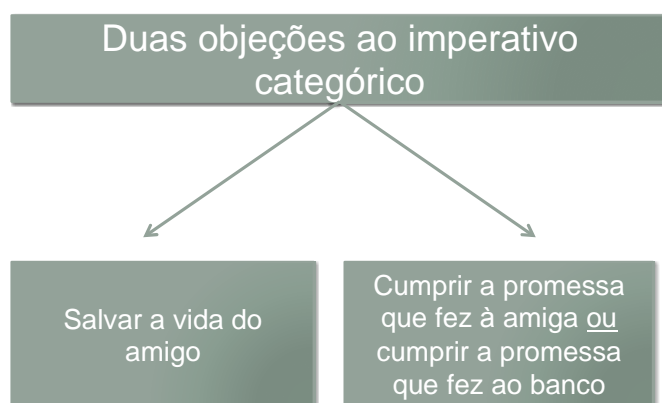 Duas objeções ao imperativo
categórico
Salvar a vida do
amigo
Cumprir a promessa
que fez à amiga ou
cumprir a promessa
que fez ao banco